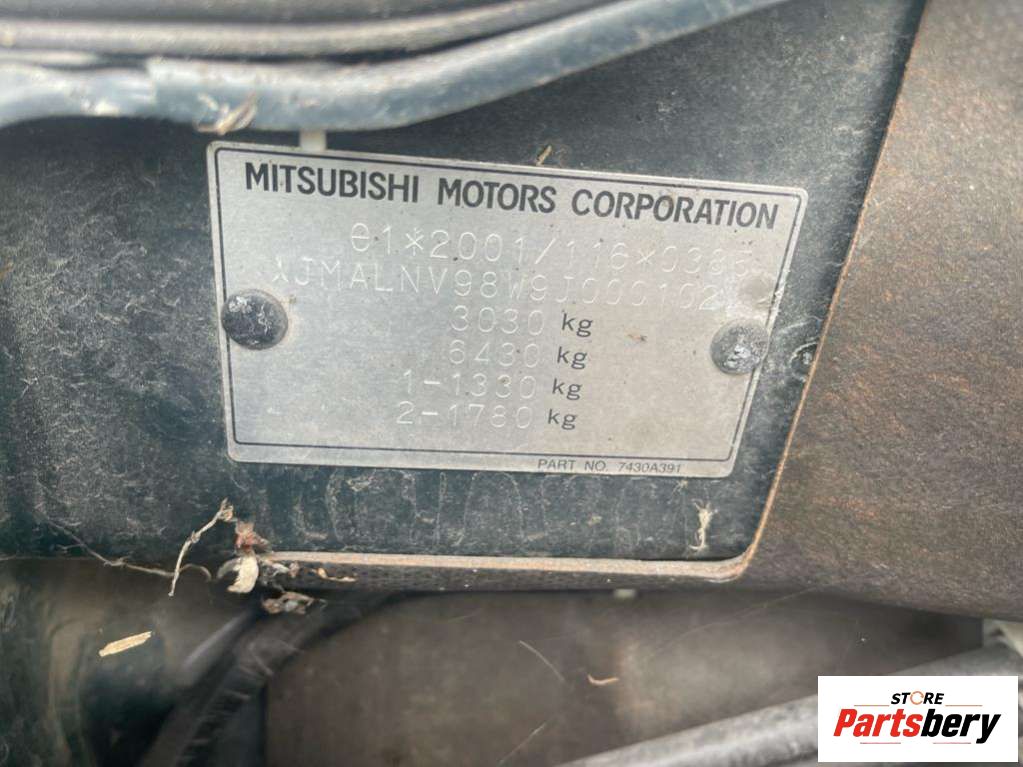 MITSUBISHI MOTORS CORPORATION
e1*2001/116*0385
*JMALNV98W9J000102*
3030 kg
6430 kg
1-1330 kg
2-1780 kg
PART NO. 7430A391
STORE
Partsbery